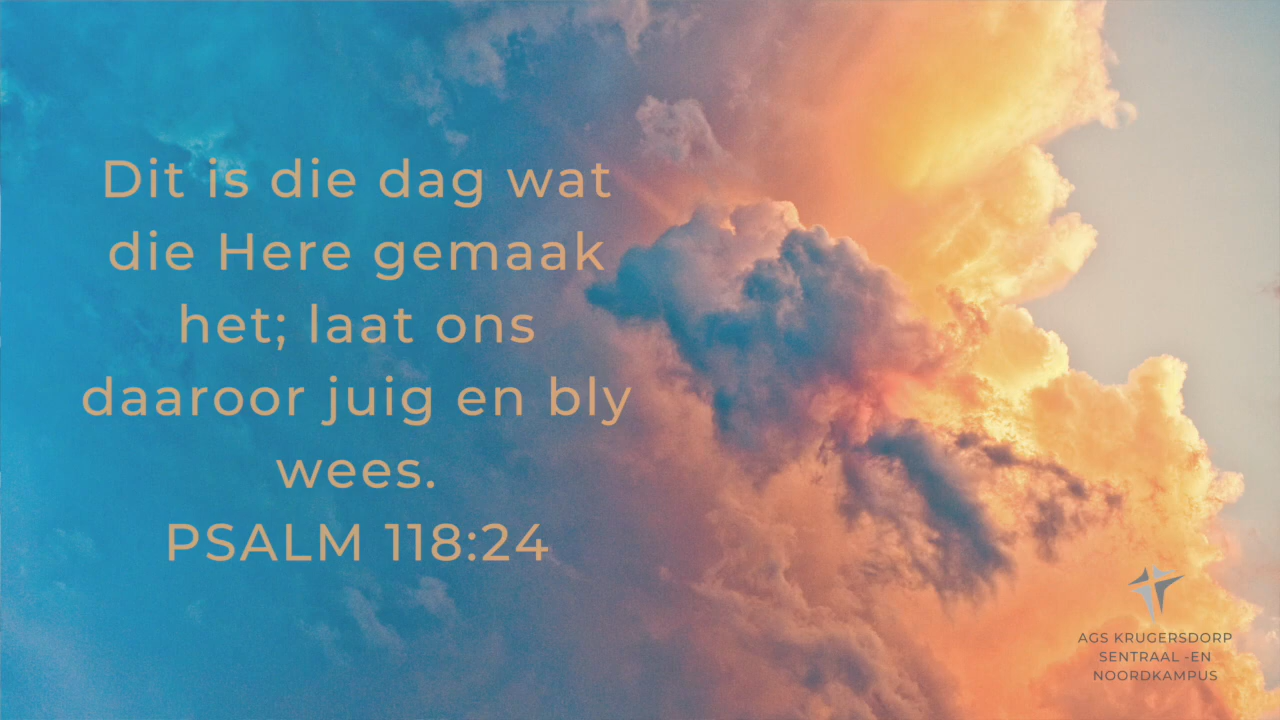 Dit is die dag wat
die Here gemaak
het; laat ons
daaroor juig en bly
wees.
PSALM 118:24
AGS KRUGERSDORP
SENTRAAL -EN
NOORDKAMPUS